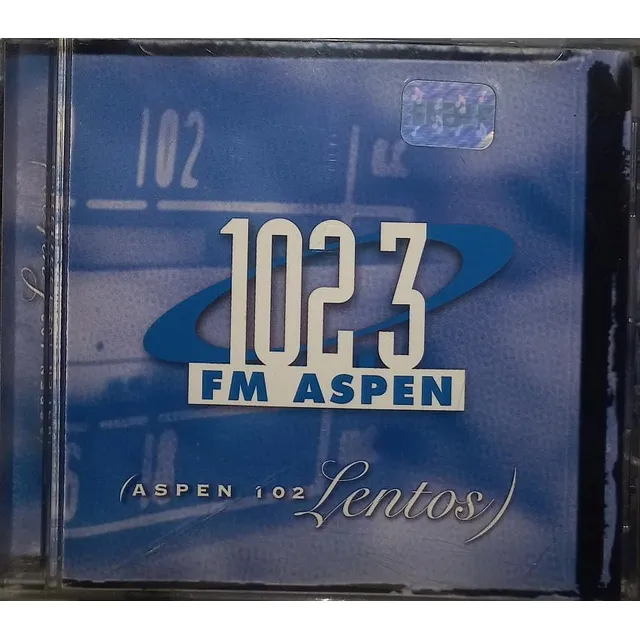 102
102.3
FM ASPEN
(ASPEN 102 Lentos)